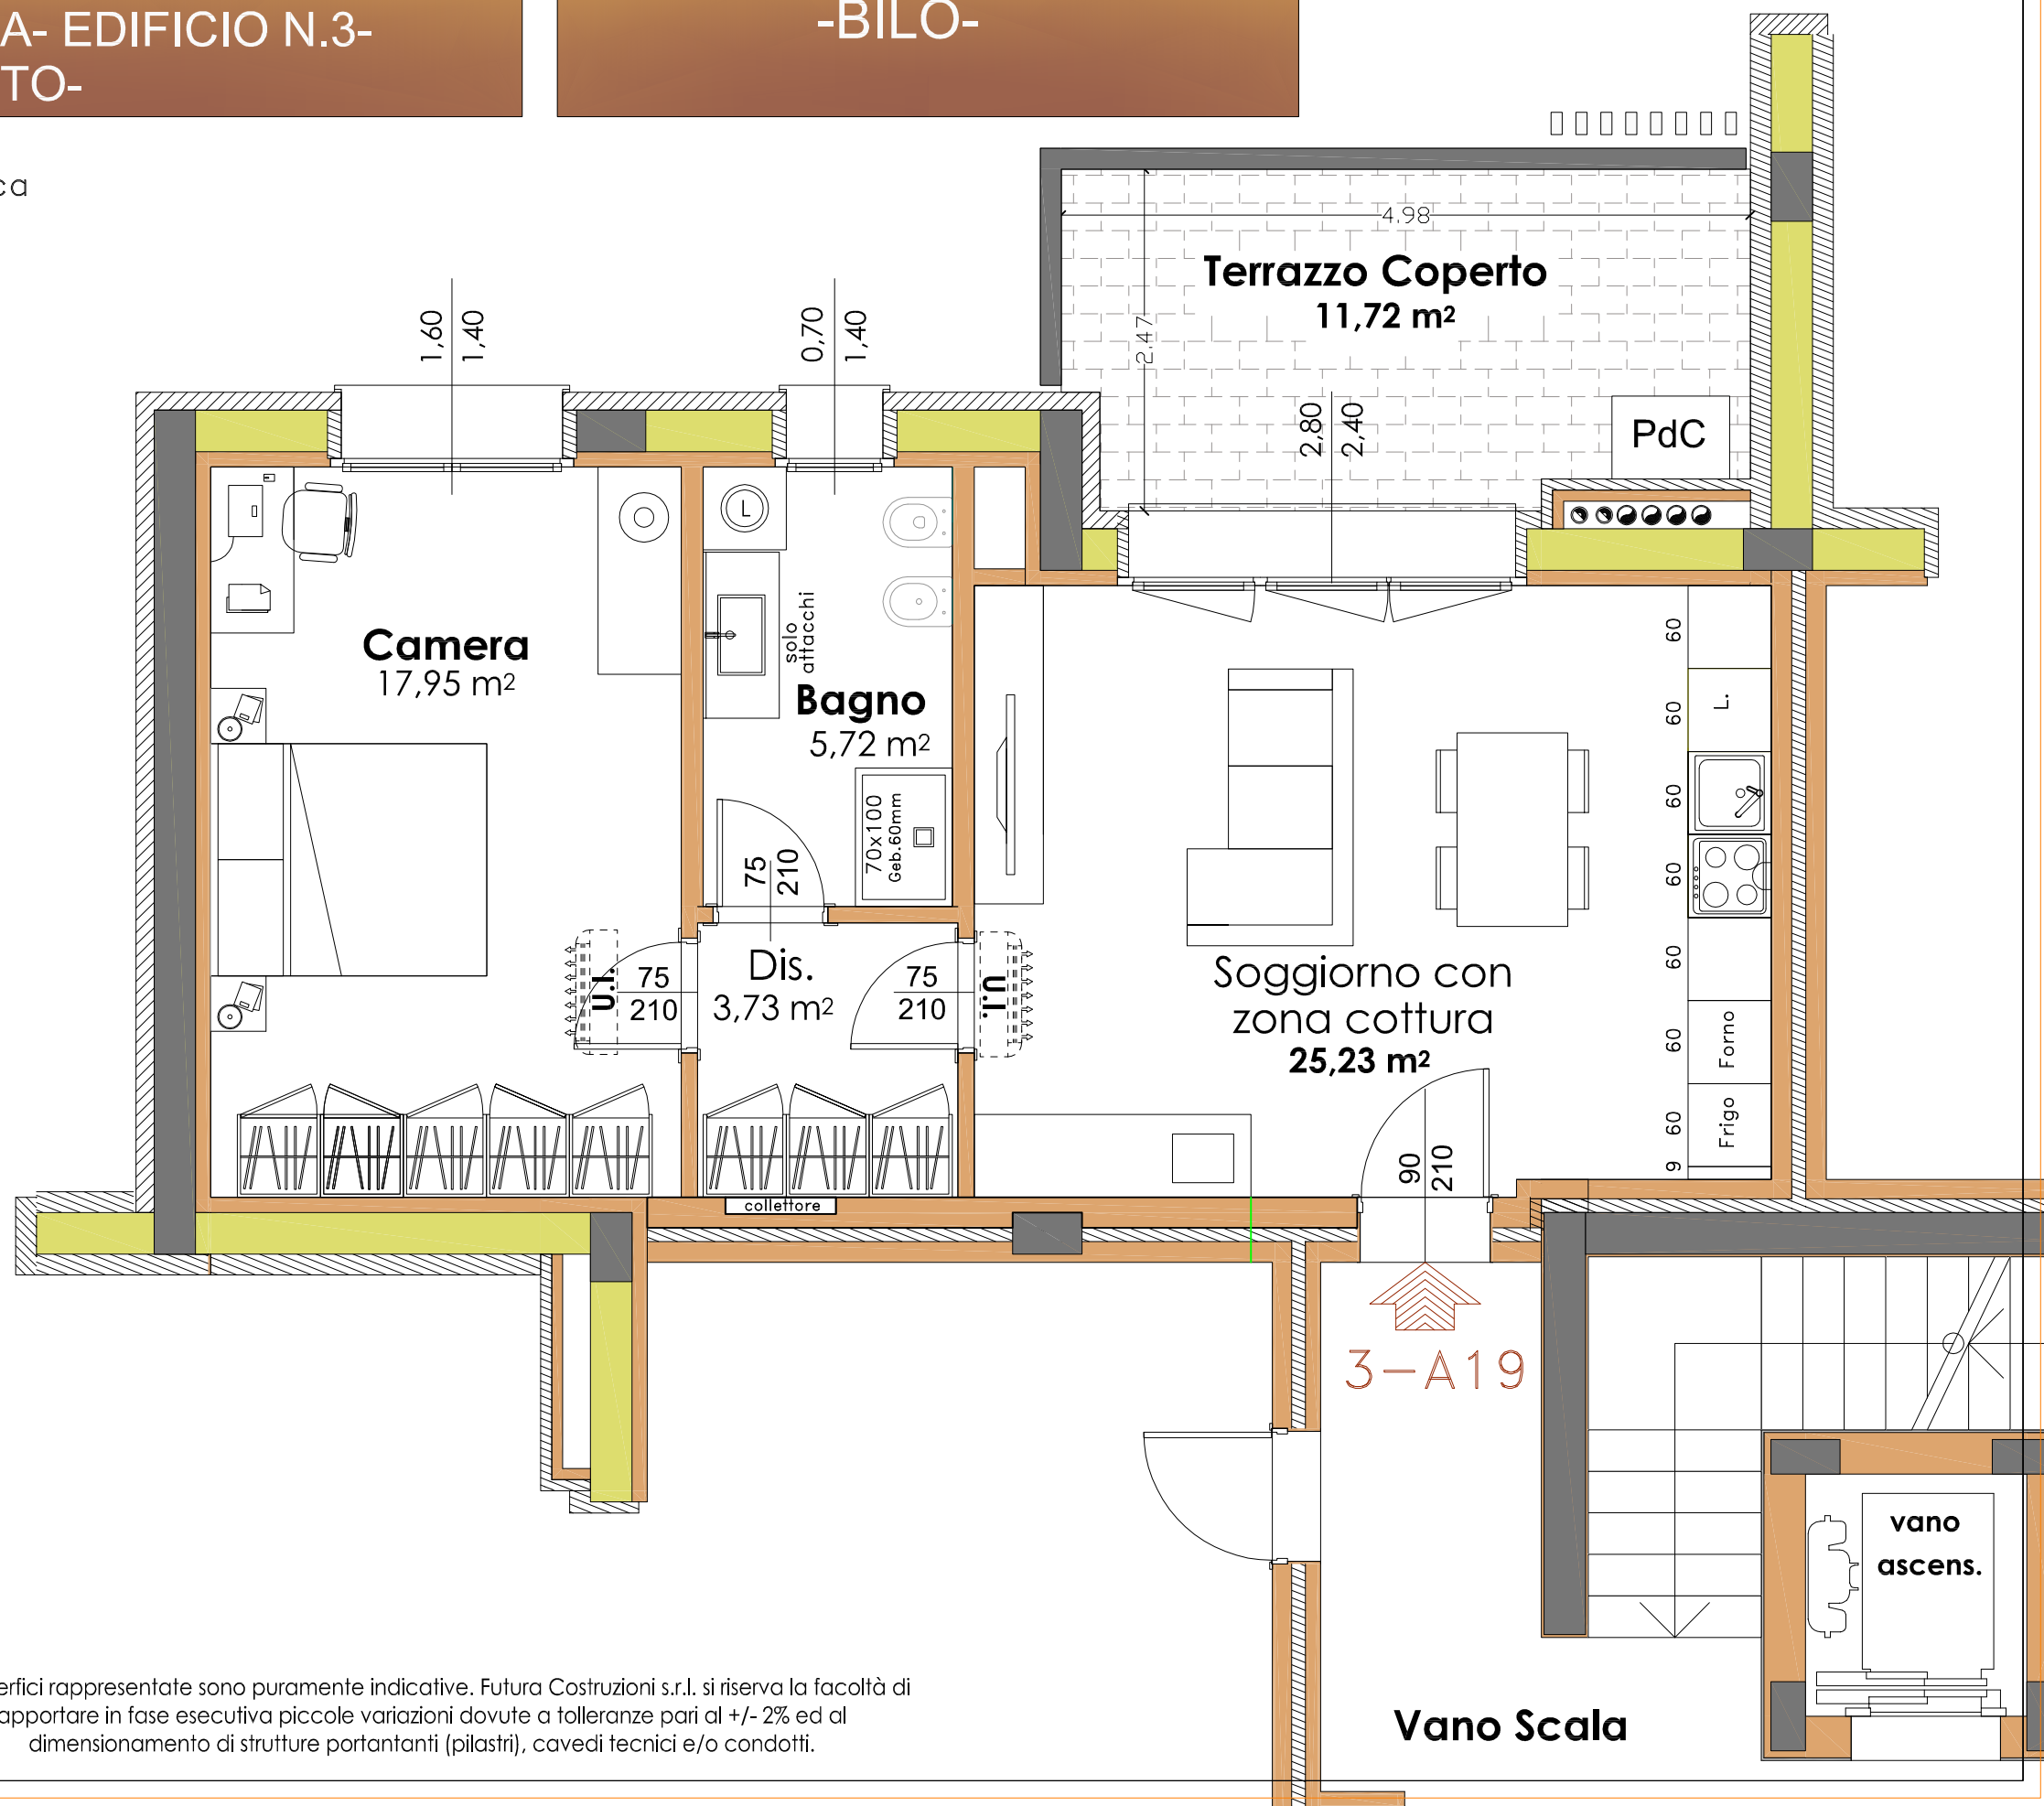 A- EDIFICIO N.3-
TO-
-BILO-
ca
4.98
Terrazzo Coperto
11,72 m²
2.47
1,60
1,40
0,70
1,40
2,80
2,40
PdC
L
solo
attacchi
Camera
17,95 m²
Bagno
5,72 m²
70x100
Geb.60mm
75
210
60
60
L.
60
60
60
60
Forno
60
Frigo
9
U.I.
75
210
Dis.
3,73 m²
75
210
U.I.
Soggiorno con
zona cottura
25,23 m²
90
210
collettore
3-A19
vano
ascens.
Vano Scala
erfici rappresentate sono puramente indicative. Futura Costruzioni s.r.l. si riserva la facoltà di
apportare in fase esecutiva piccole variazioni dovute a tolleranze pari al +/- 2% ed al
dimensionamento di strutture portantanti (pilastri), cavedi tecnici e/o condotti.